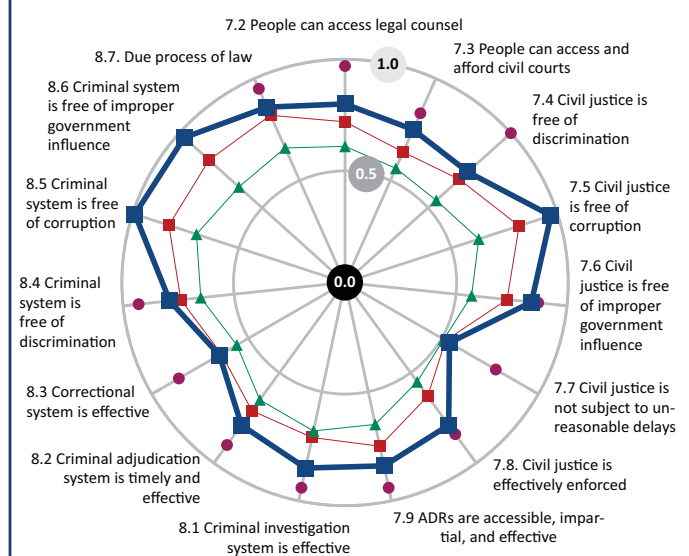 7.2 People can access legal counsel
8.7. Due process of law
7.3 People can access and
afford civil courts
1.0
8.6 Criminal system
is free of improper
government
influence
7.4 Civil justice is
free of
discrimination
0.5
8.5 Criminal
system is free
of corruption
7.5 Civil justice
is free of
corruption
0.0
8.4 Criminal
system is
free of
discrimination
7.6 Civil
justice is free
of improper
government
influence
8.3 Correctional
system is effective
7.7 Civil justice is
not subject to un-
reasonable delays
8.2 Criminal adjudication
system is timely and
effective
7.8. Civil justice is
effectively enforced
8.1 Criminal investigation
system is effective
7.9 ADRs are accessible, impar-
tial, and effective